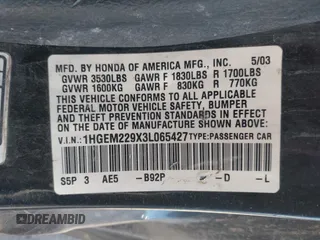 MFD. BY HONDA OF AMERICA MFG., INC. 5/03
GVWR 3530LBS GAWR F 1830LBS R 1700LBS
GVWR 1600KG GAWR F 830KG R 770KG
THIS VEHICLE CONFORMS TO ALL APPLICABLE
FEDERAL MOTOR VEHICLE SAFETY, BUMPER
AND THEFT PREVENTION STANDARDS IN
EFFECT ON THE DATE OF MANUFACTURE
SHOWN ABOVE.
V.I.N.: 1HGEM229X3L065427 TYPE: PASSENGER CAR
S5P 3 AE5 -B92P -D -L
DREAMBID